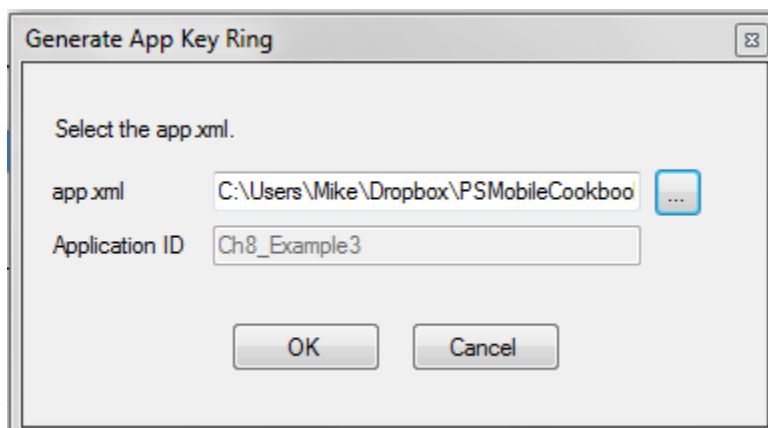 Generate App Key Ring
Select the app.xml.
app.xml C:\Users\Mike\Dropbox\PSMobileCookboo ...
Application ID Ch8_Example3
OK Cancel